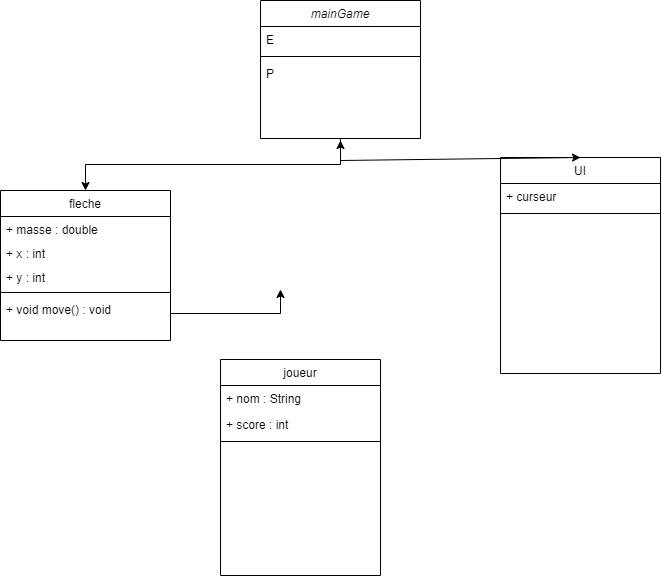 mainGame
E
P
fleche
+ masse : double
+ x : int
+ y : int
+ void move() : void
UI
+ curseur
joueur
+ nom : String
+ score : int